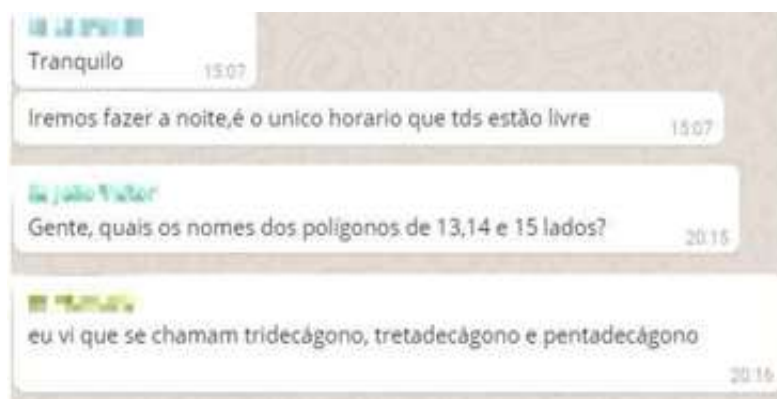 Tranquilo
15:07
Iremos fazer a noite,é o unico horario que tds estão livre
15:07
Gente, quais os nomes dos polígonos de 13,14 e 15 lados?
20:15
eu vi que se chamam tridecágono, tretadecágono e pentadecágono
20:16